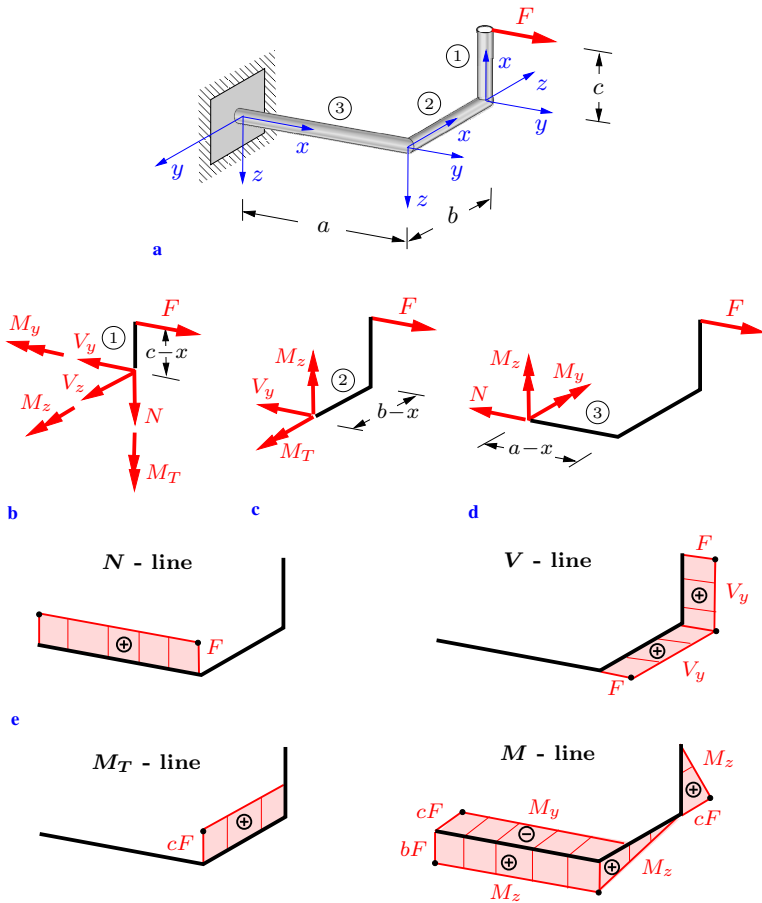 F
1
x
z
c
2
3
x
y
x
y
y
z
z
b
a
a
F
1
M_y
V_y
c−x
V_z
M_z
N
M_T
b
F
M_z
2
V_y
b−x
M_T
c
F
M_z
M_y
N
3
a−x
d
N - line
F
V - line
F
V_y
V_y
F
e
M_T - line
cF
M - line
M_z
cF
M_y
cF
bF
M_z
M_z